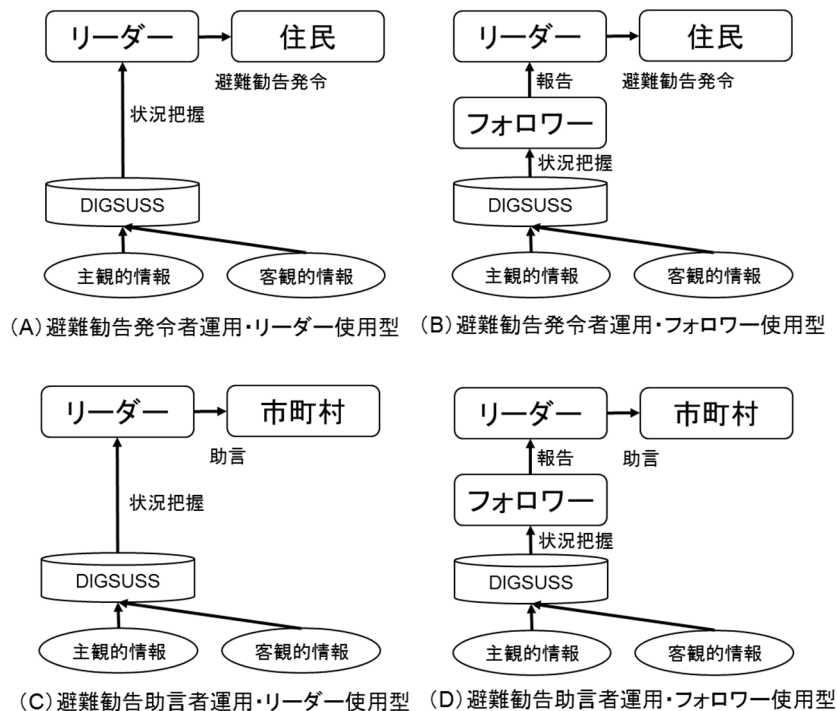 リーダー
住民
避難勧告発令
状況把握
DIGSUSS
主観的情報
客観的情報
(A)避難勧告発令者運用・リーダー使用型
リーダー
住民
避難勧告発令
報告
フォロワー
状況把握
DIGSUSS
主観的情報
客観的情報
(B)避難勧告発令者運用・フォロワー使用型
リーダー
市町村
助言
状況把握
DIGSUSS
主観的情報
客観的情報
(C)避難勧告助言者運用・リーダー使用型
リーダー
市町村
助言
報告
フォロワー
状況把握
DIGSUSS
主観的情報
客観的情報
(D)避難勧告助言者運用・フォロワー使用型